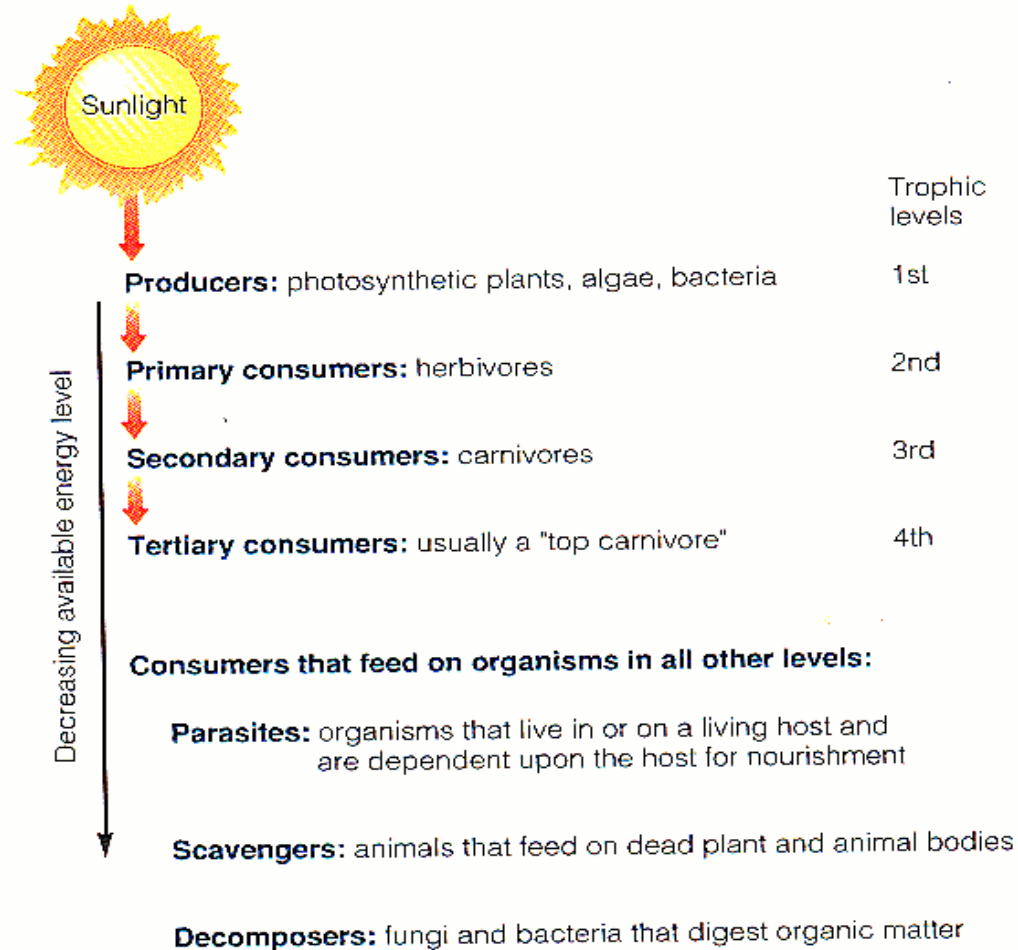 Sunlight
Trophic
levels
Producers: photosynthetic plants, algae, bacteria 1st
Primary consumers: herbivores 2nd
Secondary consumers: carnivores 3rd
Tertiary consumers: usually a "top carnivore" 4th
Decreasing available energy level
Consumers that feed on organisms in all other levels:
Parasites: organisms that live in or on a living host and
are dependent upon the host for nourishment
Scavengers: animals that feed on dead plant and animal bodies
Decomposers: fungi and bacteria that digest organic matter